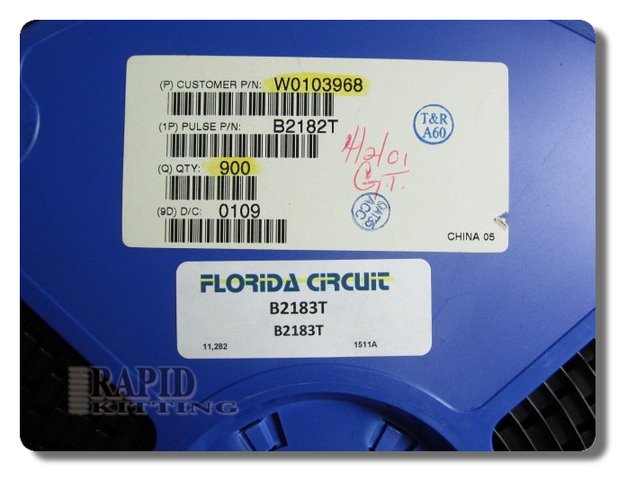 (P) CUSTOMER P/N: W0103968
(1P) PULSE P/N: B2182T
(Q) QTY: 900
(9D) D/C: 0109
T&R
A60
4/2/01
G.T.
ACC
CHINA 05
FLORIDA CIRCUIT
B2183T
B2183T
11,282 1511A
RAPID
KITTING